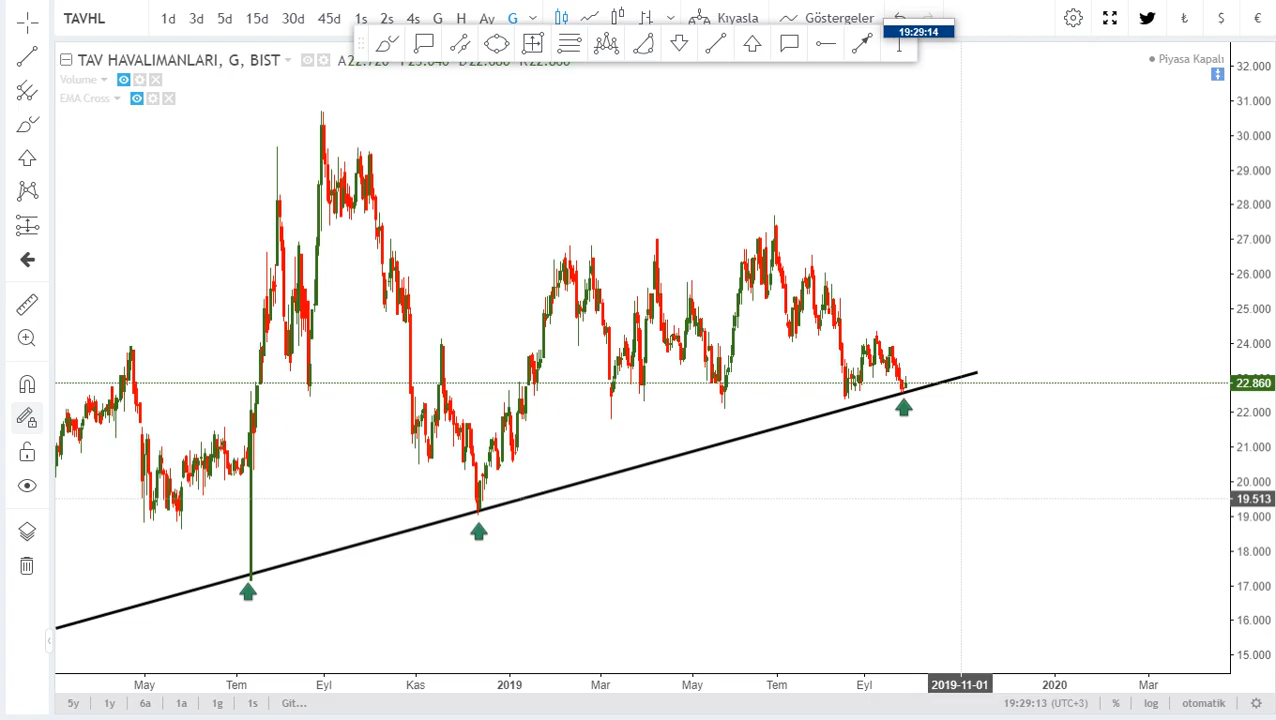 TAVHL 1d 3d 5d 15d 30d 45d 1s 2s 4s G H Ay G Kıyasla Göstergeler ₺ $ €
19:29:14
TAV HAVALIMANLARI, G, BIST
Piyasa Kapalı
Volume
EMA Cross
32.000
31.000
30.000
29.000
28.000
27.000
26.000
25.000
24.000
22.860
22.000
21.000
20.000
19.513
19.000
18.000
17.000
16.000
15.000
May Tem Eyl Kas 2019 Mar May Tem Eyl 2019-11-01 2020 Mar
5y 1y 6a 1a 1g 1s Git... 19:29:13 (UTC+3) % log otomatik